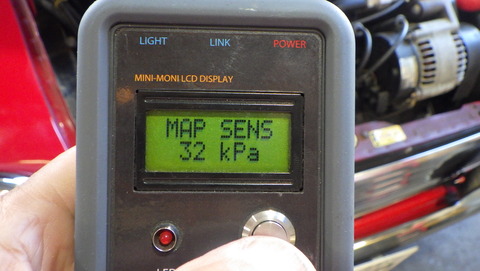 LIGHT LINK POWER
MINI-MONI LCD DISPLAY
MAP SENS
32 kPa